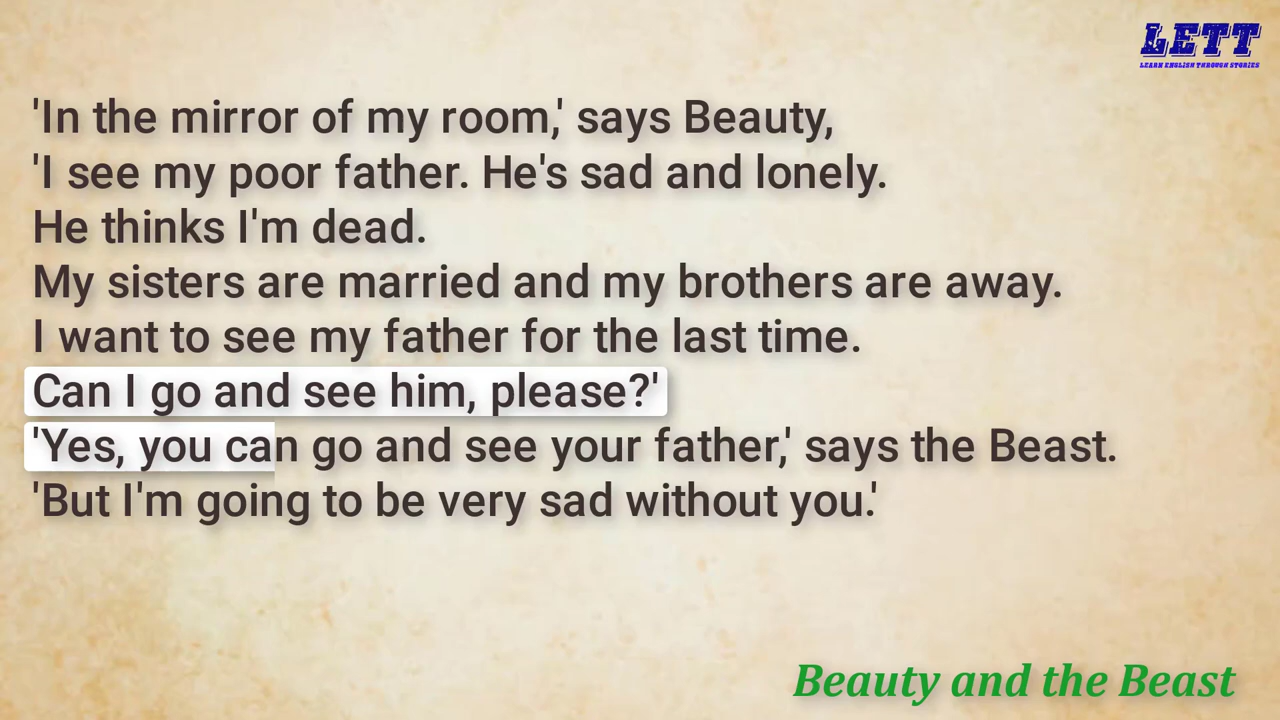 LETT
LEARN ENGLISH THROUGH STORIES
'In the mirror of my room,' says Beauty,
'I see my poor father. He's sad and lonely.
He thinks I'm dead.
My sisters are married and my brothers are away.
I want to see my father for the last time.
Can I go and see him, please?'
'Yes, you can go and see your father,' says the Beast.
'But I'm going to be very sad without you.'
Beauty and the Beast